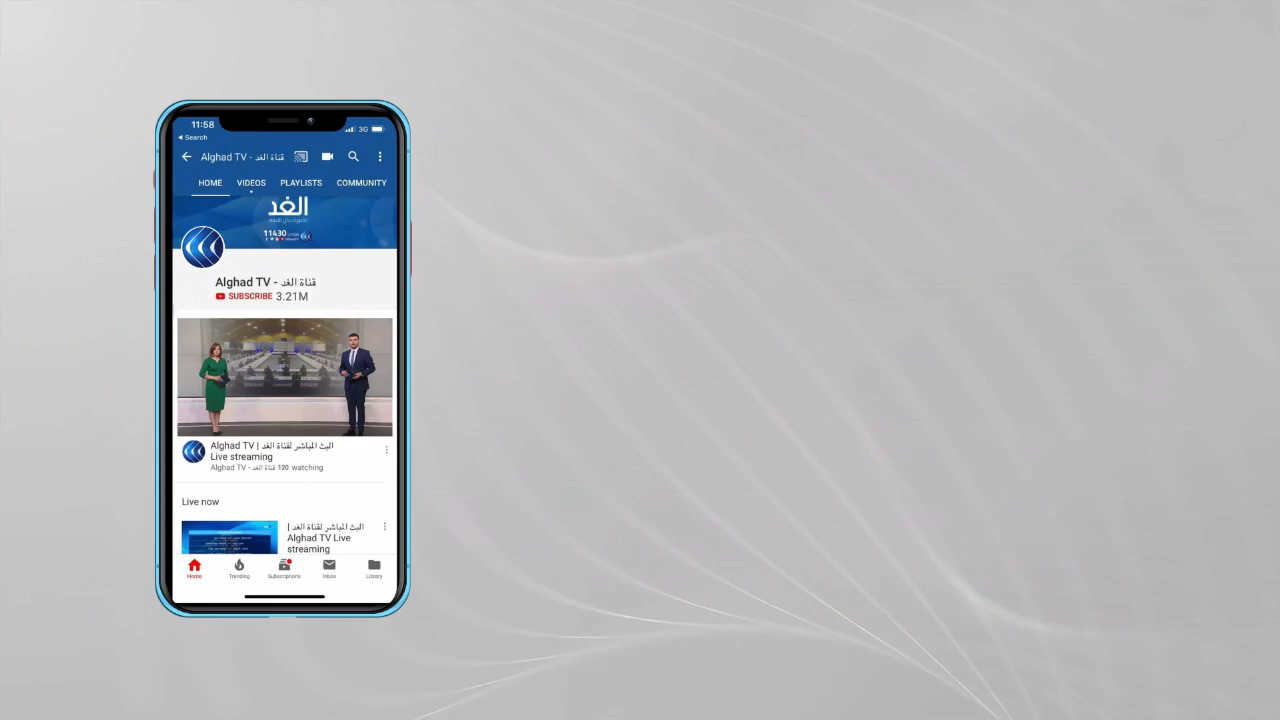 11:58
3G
Search
Alghad TV - قناة الغد
HOME VIDEOS PLAYLISTS COMMUNITY
الغد
11430
Alghad TV - قناة الغد
SUBSCRIBE 3.21M
Alghad TV | البث المباشر لقناة الغد
Live streaming
Alghad TV - قناة الغد 120 watching
Live now
البث المباشر لقناة الغد |
Alghad TV Live
streaming
Home Trending Subscriptions Inbox Library